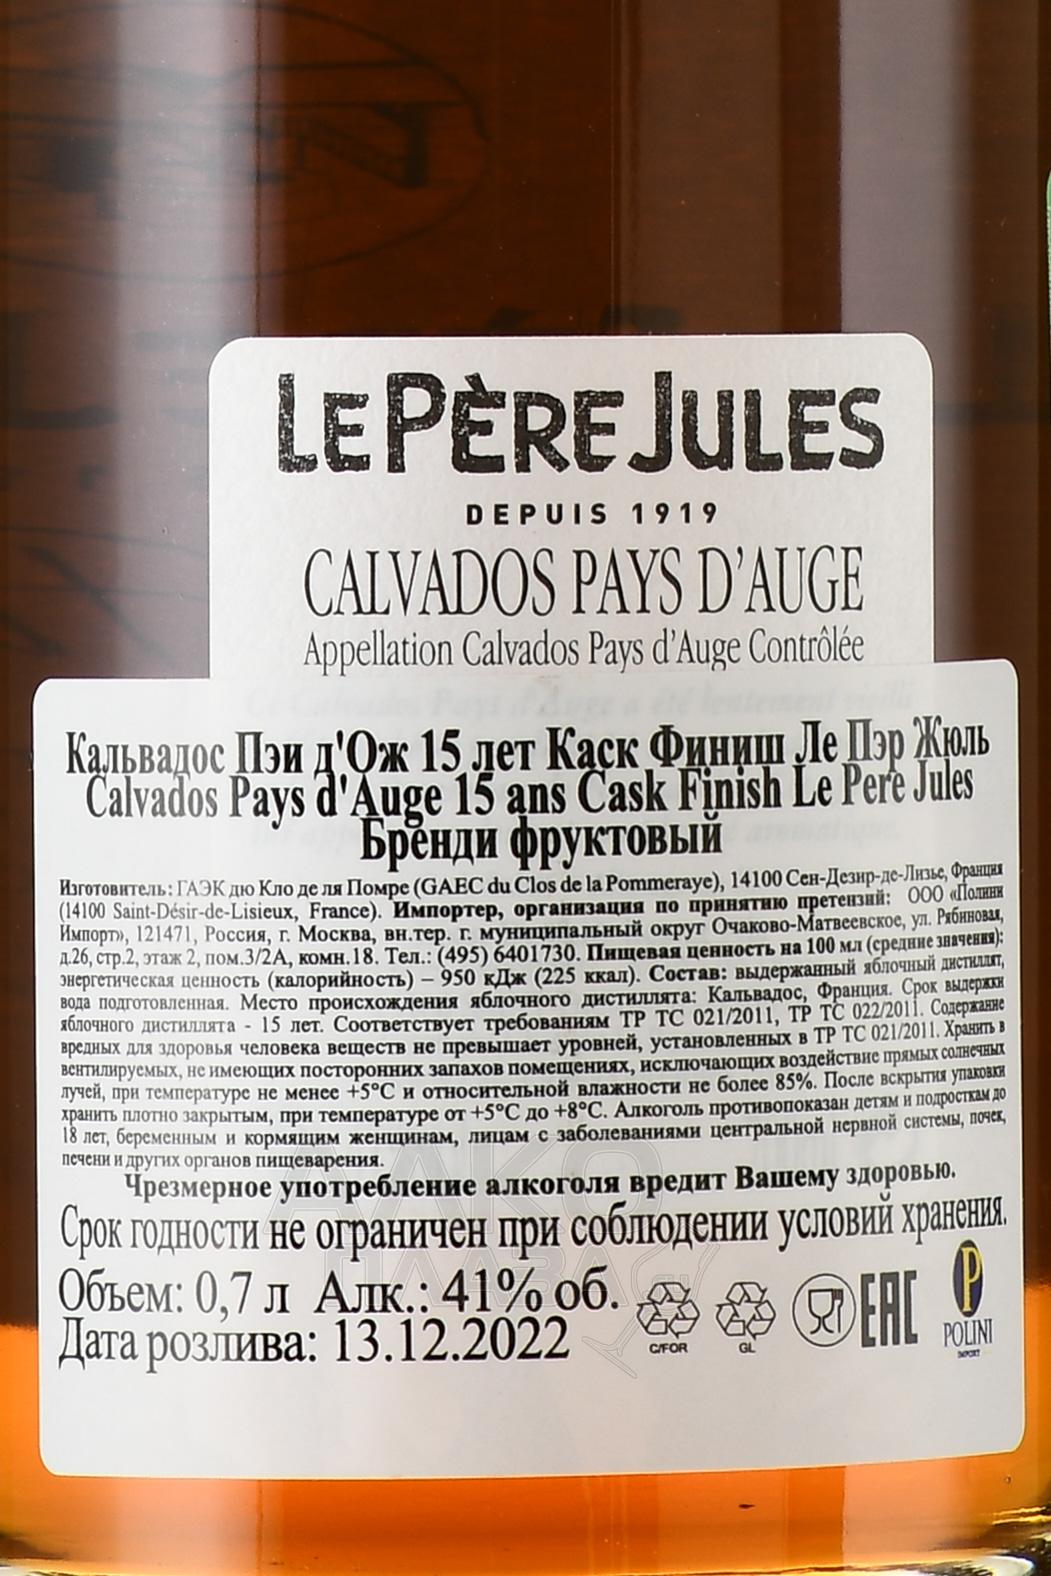 LE PÈRE JULES
DEPUIS 1919
CALVADOS PAYS D'AUGE
Appellation Calvados Pays d'Auge Contrôlée
Ce Calvados Pays d'Auge a été lentement vieilli
Кальвадос Пэи д'Ож 15 лет Каск Финиш Ле Пэр Жюль
Calvados Pays d'Auge 15 ans Cask Finish Le Pere Jules
Бренди фруктовый
Изготовитель: ГАЭК дю Кло де ля Помре (GAEC du Clos de la Pommeraye), 14100 Сен-Дезир-де-Лизье, Франция
(14100 Saint-Désir-de-Lisieux, France). Импортер, организация по принятию претензий: ООО «Полини
Импорт», 121471, Россия, г. Москва, вн.тер. г. муниципальный округ Очаково-Матвеевское, ул. Рябиновая,
д.26, стр.2, этаж 2, пом.3/2А, комн.18. Тел.: (495) 6401730. Пищевая ценность на 100 мл (средние значения):
энергетическая ценность (калорийность) – 950 кДж (225 ккал). Состав: выдержанный яблочный дистиллят,
вода подготовленная. Место происхождения яблочного дистиллята: Кальвадос, Франция. Срок выдержки
яблочного дистиллята - 15 лет. Соответствует требованиям ТР ТС 021/2011, ТР ТС 022/2011. Содержание
вредных для здоровья человека веществ не превышает уровней, установленных в ТР ТС 021/2011. Хранить в
вентилируемых, не имеющих посторонних запахов помещениях, исключающих воздействие прямых солнечных
лучей, при температуре не менее +5°С и относительной влажности не более 85%. После вскрытия упаковки
хранить плотно закрытым, при температуре от +5°С до +8°С. Алкоголь противопоказан детям и подросткам до
18 лет, беременным и кормящим женщинам, лицам с заболеваниями центральной нервной системы, почек,
печени и других органов пищеварения.
Чрезмерное употребление алкоголя вредит Вашему здоровью.
Срок годности не ограничен при соблюдении условий хранения.
Объем: 0,7 л Алк.: 41% об.
Дата розлива: 13.12.2022
C/FOR
GL
EAC
P
POLINI
IMPORT
АЛКО
ПЛАЗА